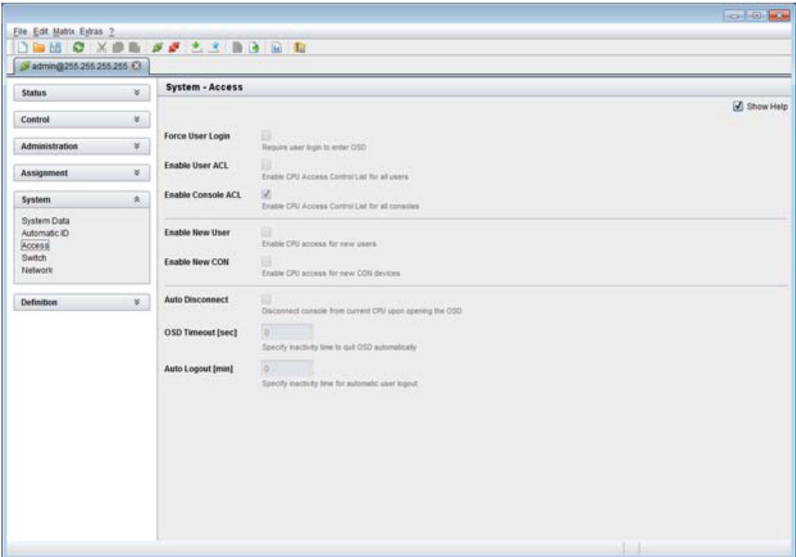 File Edit Matrix Extras ?
admin@255.255.255.255
Status
Control
Administration
Assignment
System
System Data
Automatic ID
Access
Switch
Network
Definition
System - Access
Show Help
Force User Login
Require user login to enter OSD
Enable User ACL
Enable CPU Access Control List for all users
Enable Console ACL
Enable CPU Access Control List for all consoles
Enable New User
Enable CPU access for new users
Enable New CON
Enable CPU access for new CON devices
Auto Disconnect
Disconnect console from current CPU upon opening the OSD
OSD Timeout [sec]
0
Specify inactivity time to quit OSD automatically
Auto Logout [min]
0
Specify inactivity time for automatic user logout